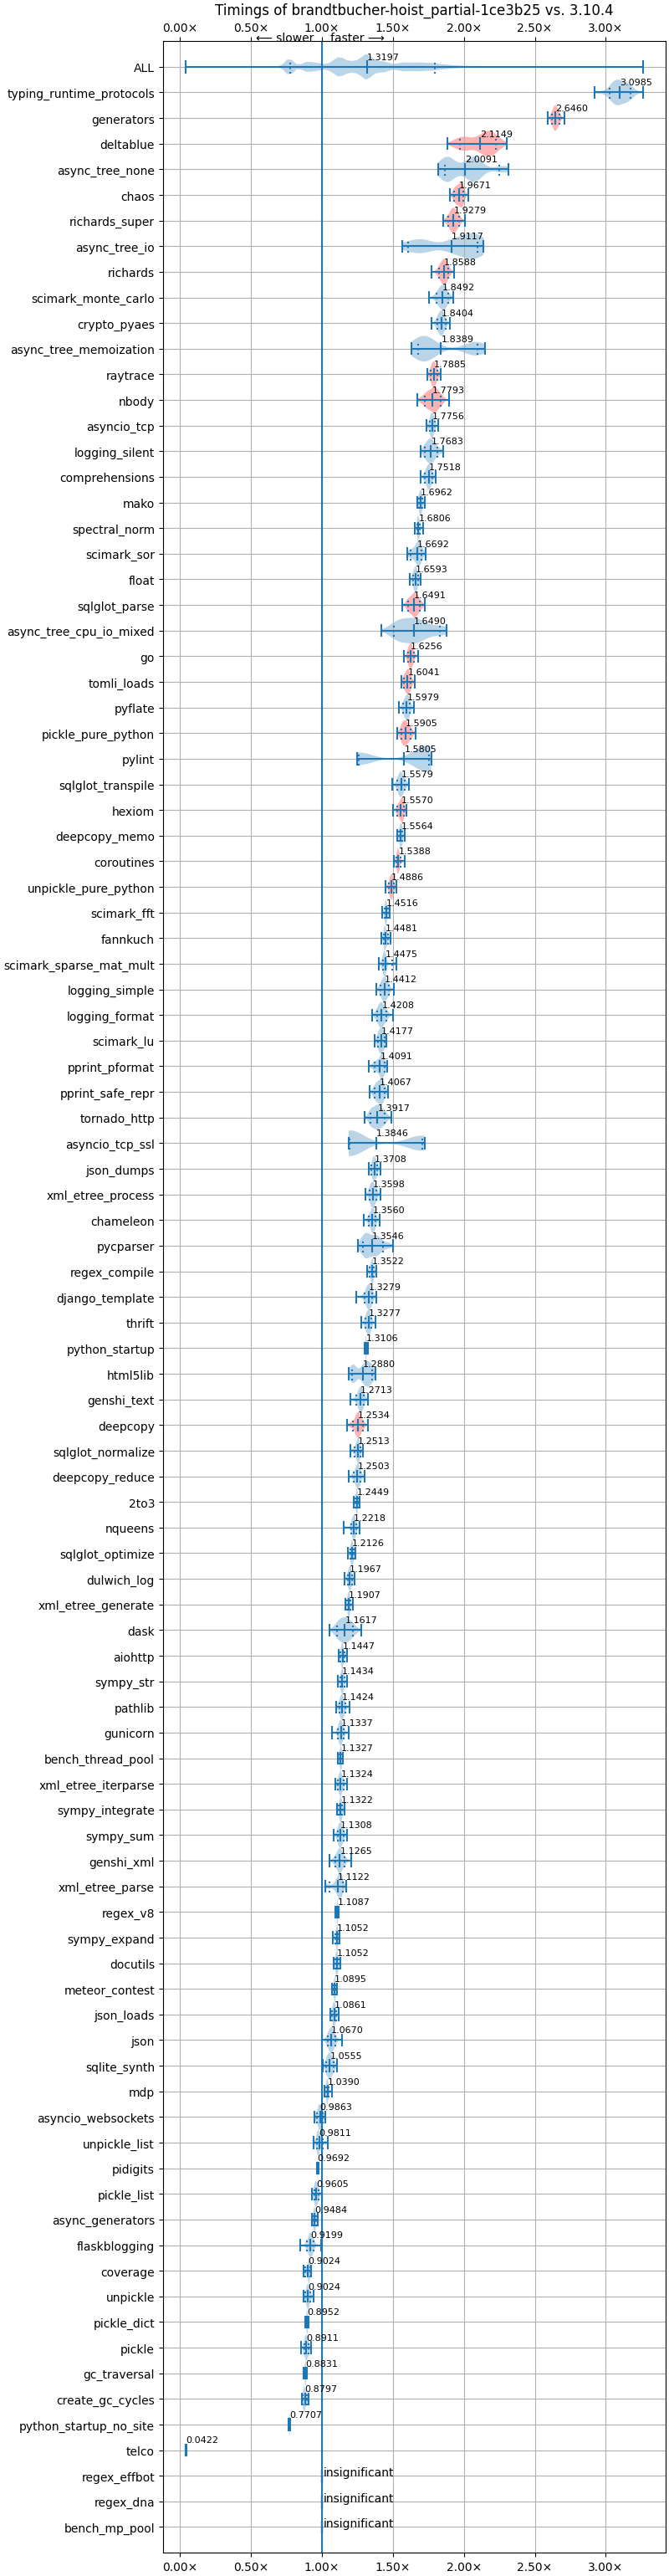 Timings of brandtbucher-hoist_partial-1ce3b25 vs. 3.10.4
0.00× 0.50× 1.00× 1.50× 2.00× 2.50× 3.00×
⟵ slower faster ⟶
ALL 1.3197
typing_runtime_protocols 3.0985
generators 2.6460
deltablue 2.1149
async_tree_none 2.0091
chaos 1.9671
richards_super 1.9279
async_tree_io 1.9117
richards 1.8588
scimark_monte_carlo 1.8492
crypto_pyaes 1.8404
async_tree_memoization 1.8389
raytrace 1.7885
nbody 1.7793
asyncio_tcp 1.7756
logging_silent 1.7683
comprehensions 1.7518
mako 1.6962
spectral_norm 1.6806
scimark_sor 1.6692
float 1.6593
sqlglot_parse 1.6491
async_tree_cpu_io_mixed 1.6490
go 1.6256
tomli_loads 1.6041
pyflate 1.5979
pickle_pure_python 1.5905
pylint 1.5805
sqlglot_transpile 1.5579
hexiom 1.5570
deepcopy_memo 1.5564
coroutines 1.5388
unpickle_pure_python 1.4886
scimark_fft 1.4516
fannkuch 1.4481
scimark_sparse_mat_mult 1.4475
logging_simple 1.4412
logging_format 1.4208
scimark_lu 1.4177
pprint_pformat 1.4091
pprint_safe_repr 1.4067
tornado_http 1.3917
asyncio_tcp_ssl 1.3846
json_dumps 1.3708
xml_etree_process 1.3598
chameleon 1.3560
pycparser 1.3546
regex_compile 1.3522
django_template 1.3279
thrift 1.3277
python_startup 1.3106
html5lib 1.2880
genshi_text 1.2713
deepcopy 1.2534
sqlglot_normalize 1.2513
deepcopy_reduce 1.2503
2to3 1.2449
nqueens 1.2218
sqlglot_optimize 1.2126
dulwich_log 1.1967
xml_etree_generate 1.1907
dask 1.1617
aiohttp 1.1447
sympy_str 1.1434
pathlib 1.1424
gunicorn 1.1337
bench_thread_pool 1.1327
xml_etree_iterparse 1.1324
sympy_integrate 1.1322
sympy_sum 1.1308
genshi_xml 1.1265
xml_etree_parse 1.1122
regex_v8 1.1087
sympy_expand 1.1052
docutils 1.1052
meteor_contest 1.0895
json_loads 1.0861
json 1.0670
sqlite_synth 1.0555
mdp 1.0390
asyncio_websockets 0.9863
unpickle_list 0.9811
pidigits 0.9692
pickle_list 0.9605
async_generators 0.9484
flaskblogging 0.9199
coverage 0.9024
unpickle 0.9024
pickle_dict 0.8952
pickle 0.8911
gc_traversal 0.8831
create_gc_cycles 0.8797
python_startup_no_site 0.7707
telco 0.0422
regex_effbot insignificant
regex_dna insignificant
bench_mp_pool insignificant
0.00× 0.50× 1.00× 1.50× 2.00× 2.50× 3.00×